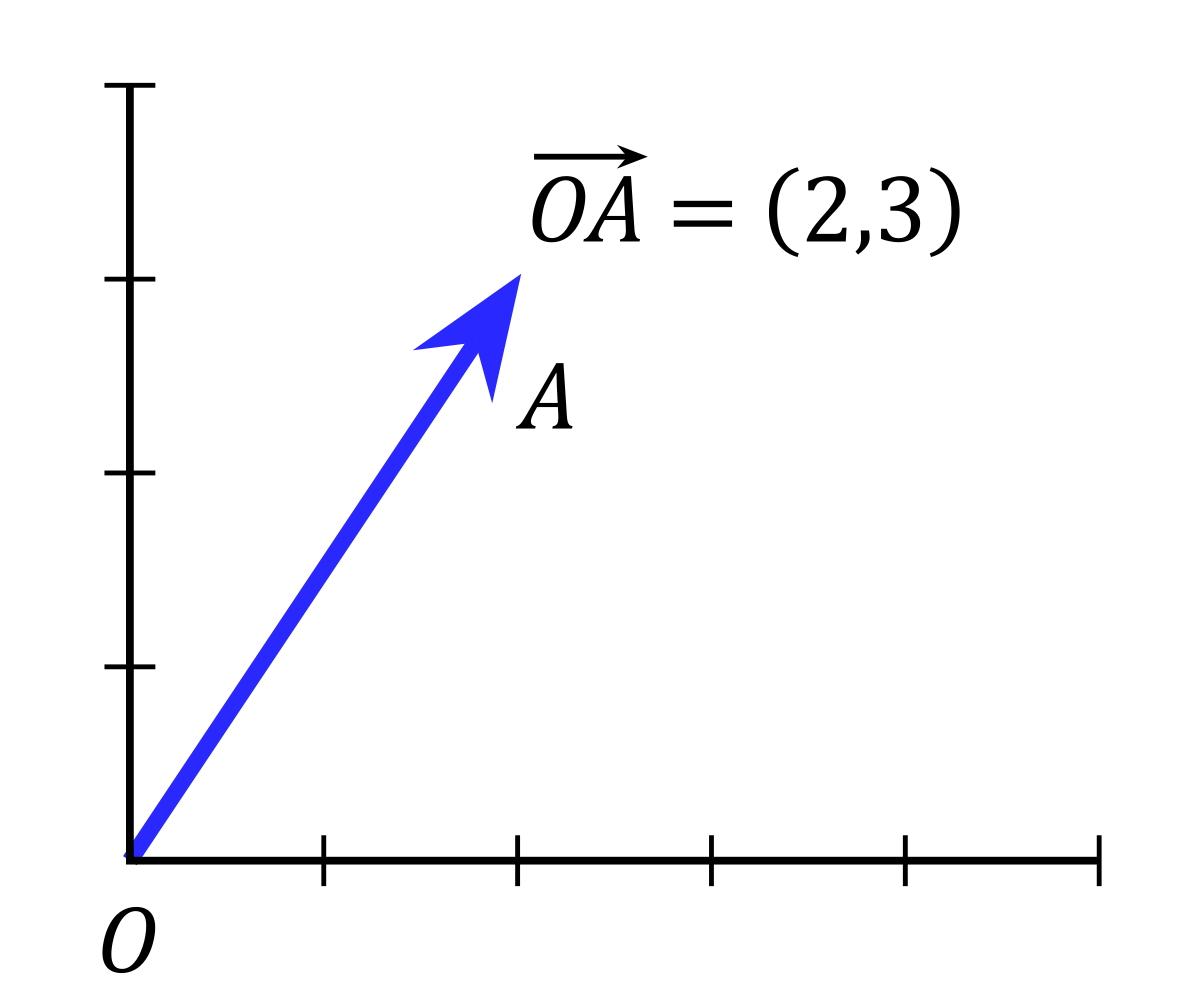 OA = (2,3)
A
O